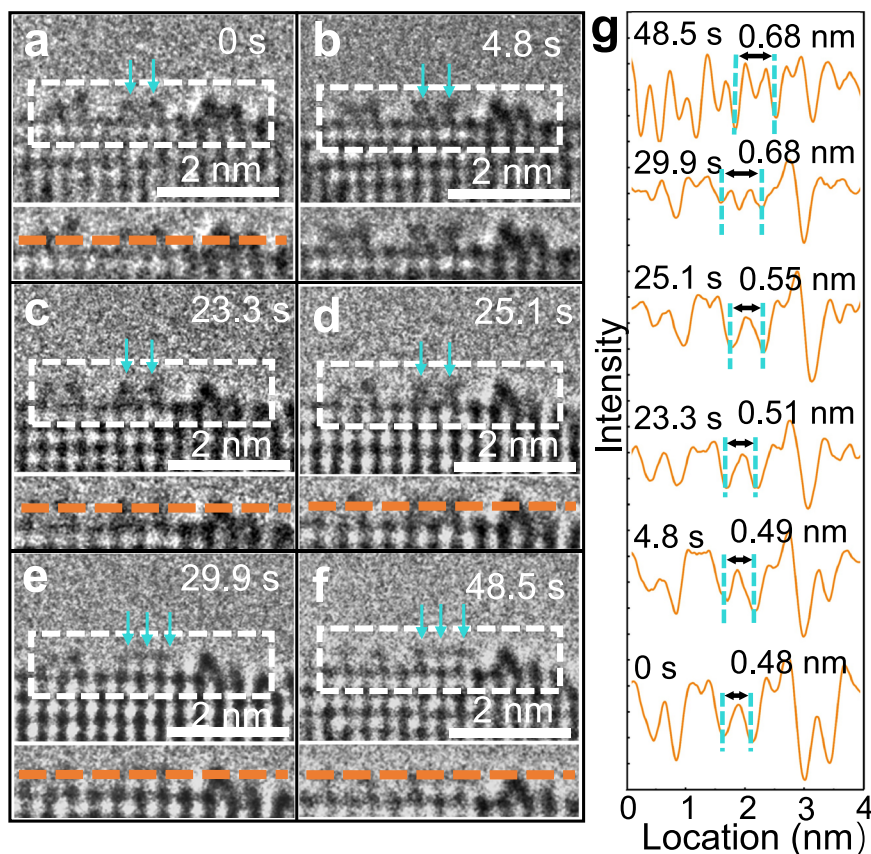 a 0 s
2 nm
b 4.8 s
2 nm
c 23.3 s
2 nm
d 25.1 s
2 nm
e 29.9 s
2 nm
f 48.5 s
2 nm
g
48.5 s 0.68 nm
29.9 s 0.68 nm
25.1 s 0.55 nm
23.3 s 0.51 nm
4.8 s 0.49 nm
0 s 0.48 nm
Intensity
0 1 2 3 4
Location (nm)